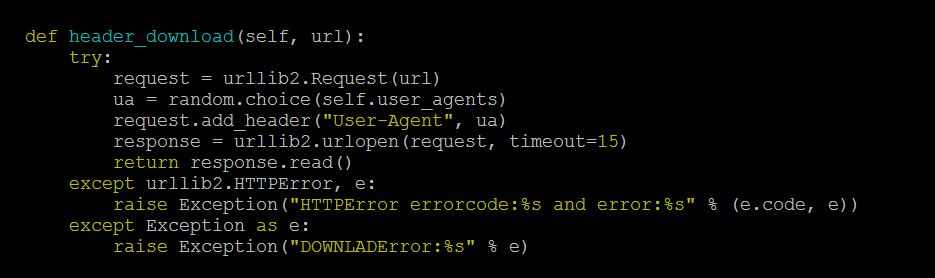 def header_download(self, url):
    try:
        request = urllib2.Request(url)
        ua = random.choice(self.user_agents)
        request.add_header("User-Agent", ua)
        response = urllib2.urlopen(request, timeout=15)
        return response.read()
    except urllib2.HTTPError, e:
        raise Exception("HTTPError errorcode:%s and error:%s" % (e.code, e))
    except Exception as e:
        raise Exception("DOWNLADError:%s" % e)